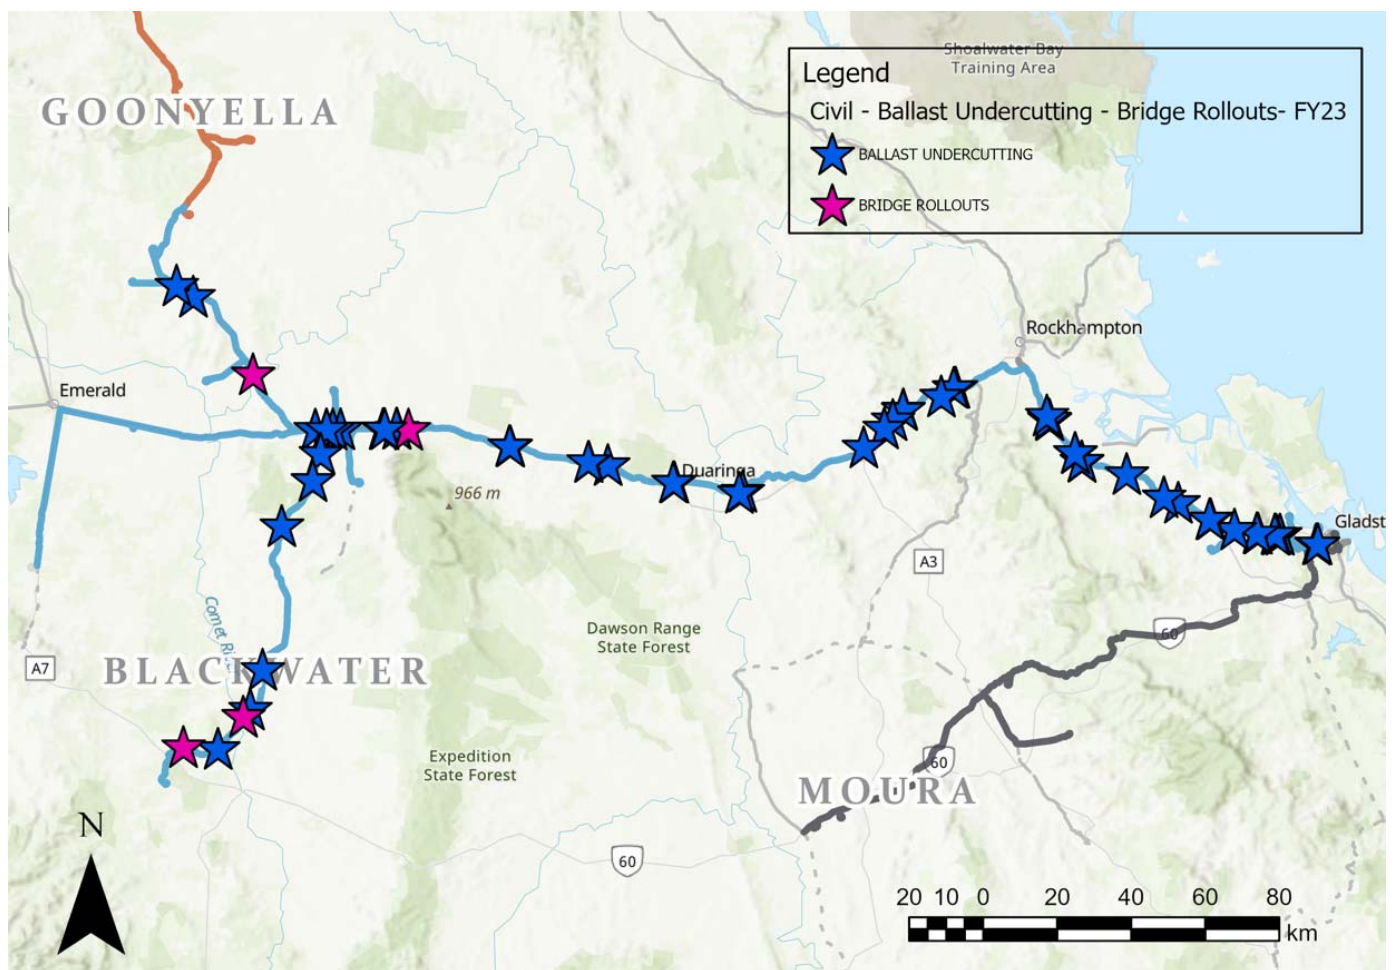 Shoalwater Bay
Training Area
Legend
Civil - Ballast Undercutting - Bridge Rollouts- FY23
BALLAST UNDERCUTTING
BRIDGE ROLLOUTS
GOONYELLA
Rockhampton
Emerald
Duaringa
966 m
Gladst
A3
Comet Ri
Dawson Range
State Forest
60
A7
BLACKWATER
Expedition
State Forest
60
MOURA
N
60
20 10 0 20 40 60 80
km